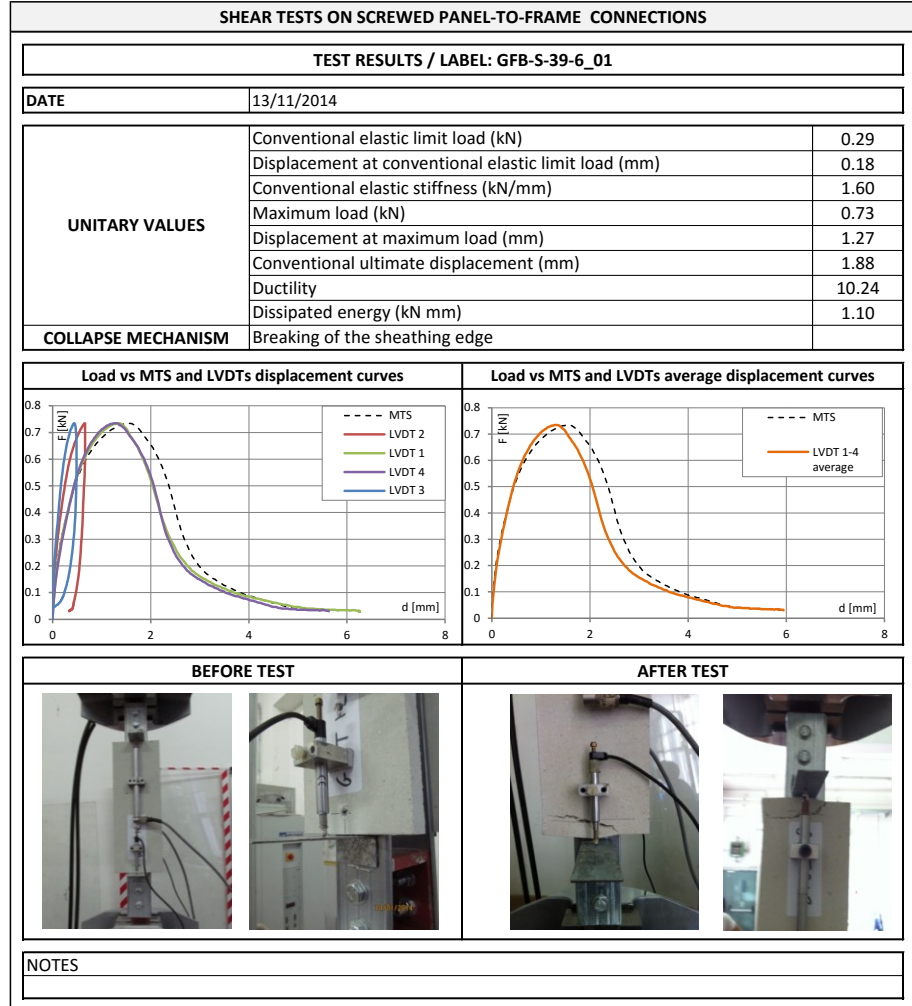 SHEAR TESTS ON SCREWED PANEL-TO-FRAME CONNECTIONS
TEST RESULTS / LABEL: GFB-S-39-6_01
DATE 13/11/2014
UNITARY VALUES
Conventional elastic limit load (kN) 0.29
Displacement at conventional elastic limit load (mm) 0.18
Conventional elastic stiffness (kN/mm) 1.60
Maximum load (kN) 0.73
Displacement at maximum load (mm) 1.27
Conventional ultimate displacement (mm) 1.88
Ductility 10.24
Dissipated energy (kN mm) 1.10
COLLAPSE MECHANISM Breaking of the sheathing edge
Load vs MTS and LVDTs displacement curves
0.8
0.7
0.6
0.5
0.4
0.3
0.2
0.1
0
F [kN]
MTS
LVDT 2
LVDT 1
LVDT 4
LVDT 3
d [mm]
0 2 4 6 8
Load vs MTS and LVDTs average displacement curves
0.8
0.7
0.6
0.5
0.4
0.3
0.2
0.1
0
F [kN]
MTS
LVDT 1-4
average
d [mm]
0 2 4 6 8
BEFORE TEST
AFTER TEST
NOTES